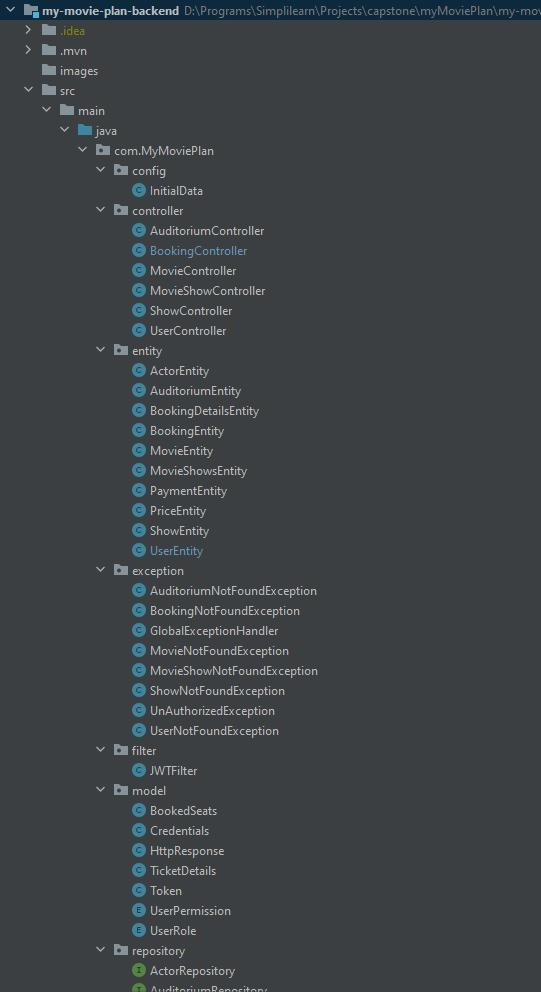 my-movie-plan-backend D:\Programs\Simplilearn\Projects\capstone\myMoviePlan\my-mov
.idea
.mvn
images
src
main
java
com.MyMoviePlan
config
C InitialData
controller
C AuditoriumController
C BookingController
C MovieController
C MovieShowController
C ShowController
C UserController
entity
C ActorEntity
C AuditoriumEntity
C BookingDetailsEntity
C BookingEntity
C MovieEntity
C MovieShowsEntity
C PaymentEntity
C PriceEntity
C ShowEntity
C UserEntity
exception
C AuditoriumNotFoundException
C BookingNotFoundException
C GlobalExceptionHandler
C MovieNotFoundException
C MovieShowNotFoundException
C ShowNotFoundException
C UnAuthorizedException
C UserNotFoundException
filter
C JWTFilter
model
C BookedSeats
C Credentials
C HttpResponse
C TicketDetails
C Token
E UserPermission
E UserRole
repository
I ActorRepository
I AuditoriumRepository